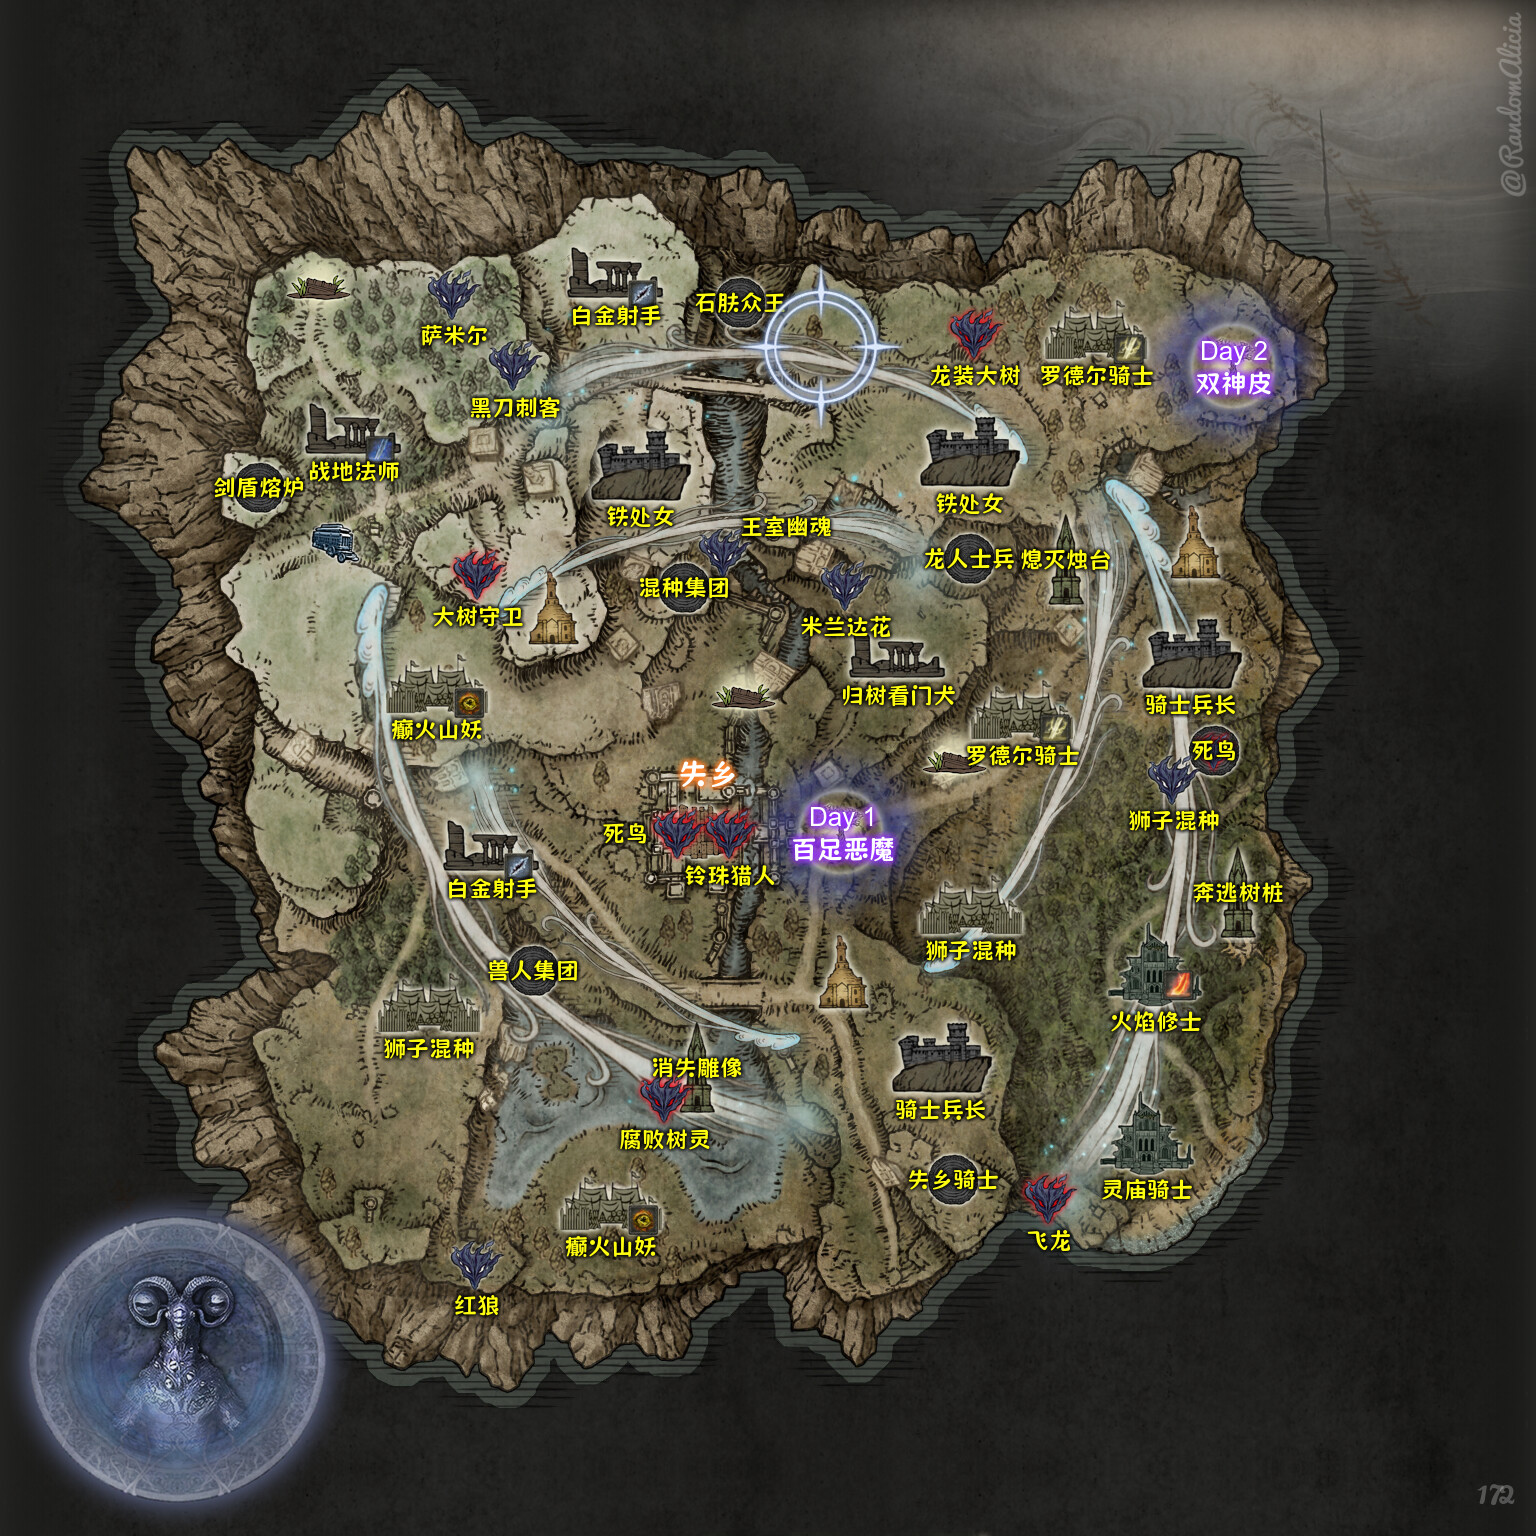 @RandomAlicia
石肤众王
白金射手
萨米尔
龙装大树
罗德尔骑士
Day 2
双神皮
黑刀刺客
战地法师
剑盾熔炉
铁处女
铁处女
王室幽魂
龙人士兵
熄灭烛台
混种集团
大树守卫
米兰达花
归树看门犬
骑士兵长
癫火山妖
罗德尔骑士
死鸟
失乡
狮子混种
死鸟
铃珠猎人
Day 1
百足恶魔
白金射手
奔逃树桩
狮子混种
兽人集团
火焰修士
狮子混种
消失雕像
骑士兵长
腐败树灵
失乡骑士
灵庙骑士
飞龙
癫火山妖
红狼
172